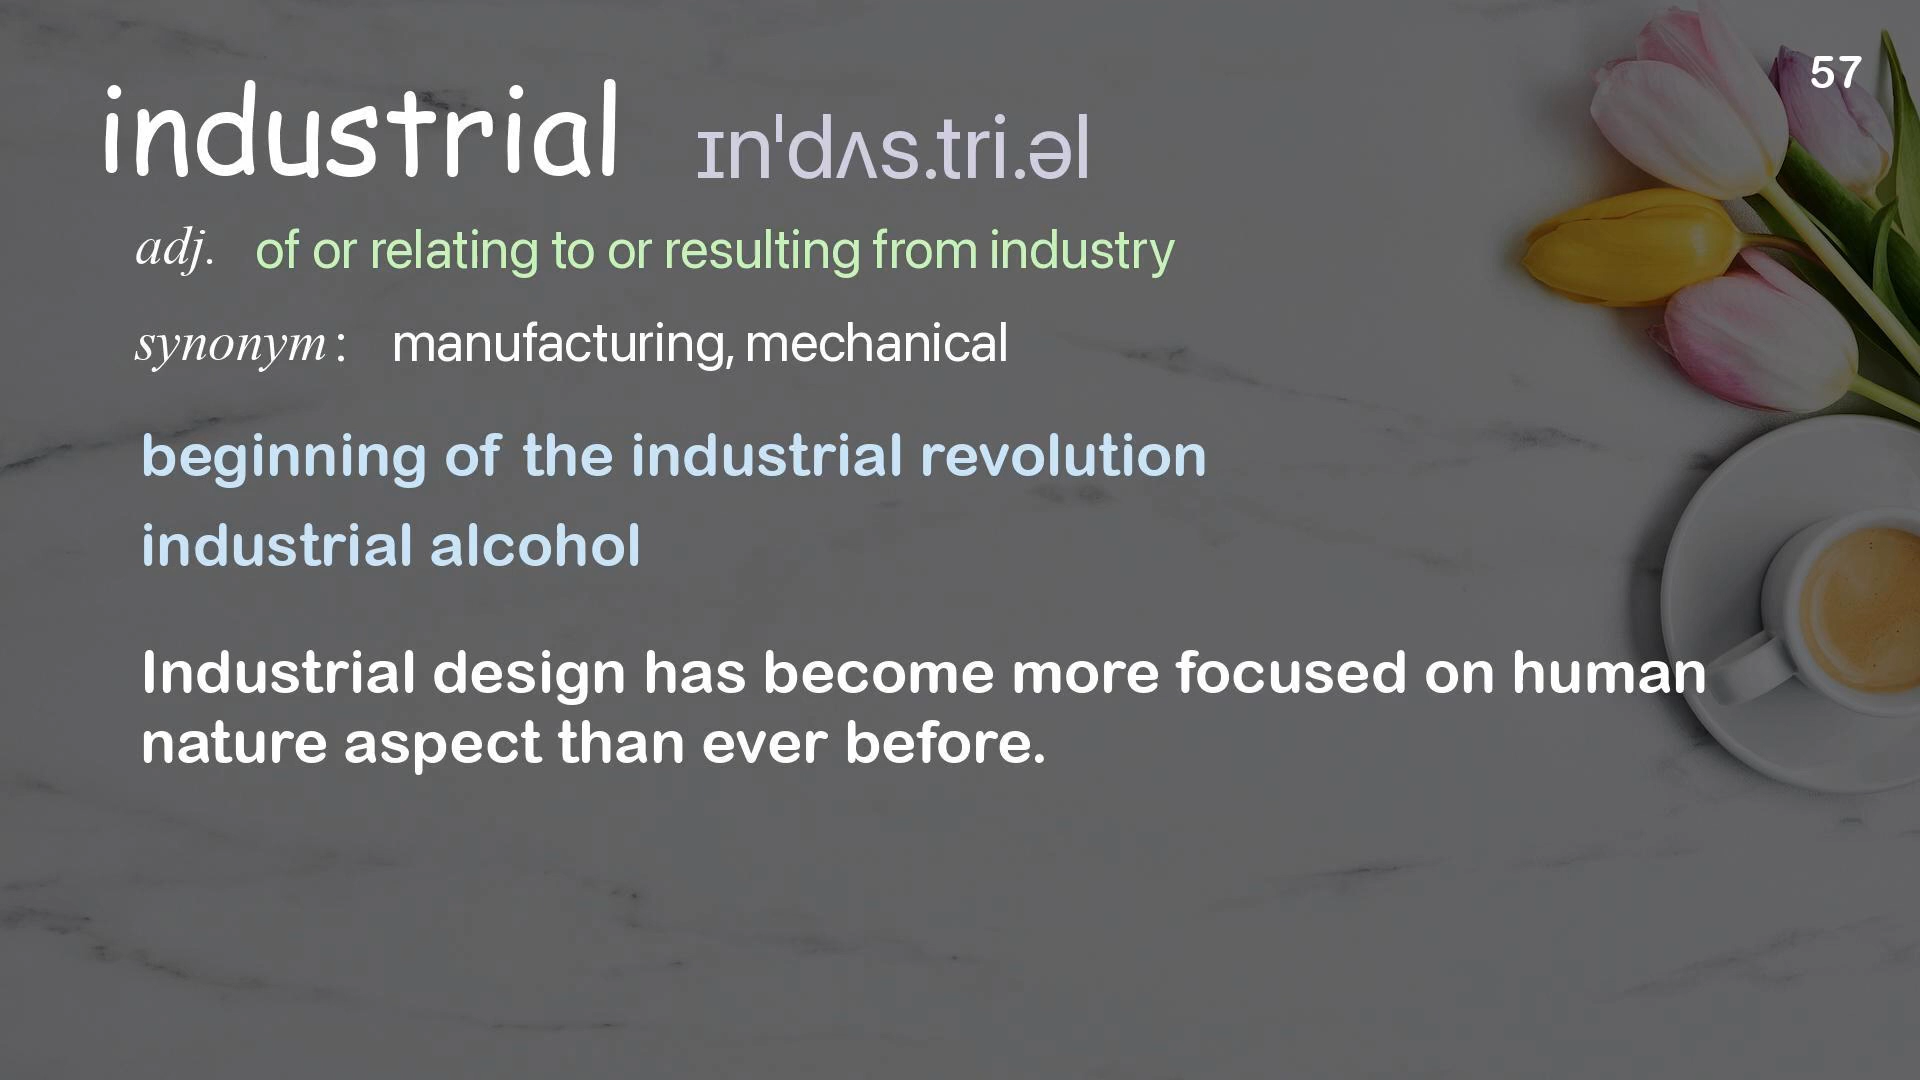 57
industrial ɪnˈdʌs.tri.əl
adj. of or relating to or resulting from industry
synonym: manufacturing, mechanical
beginning of the industrial revolution
industrial alcohol
Industrial design has become more focused on human
nature aspect than ever before.